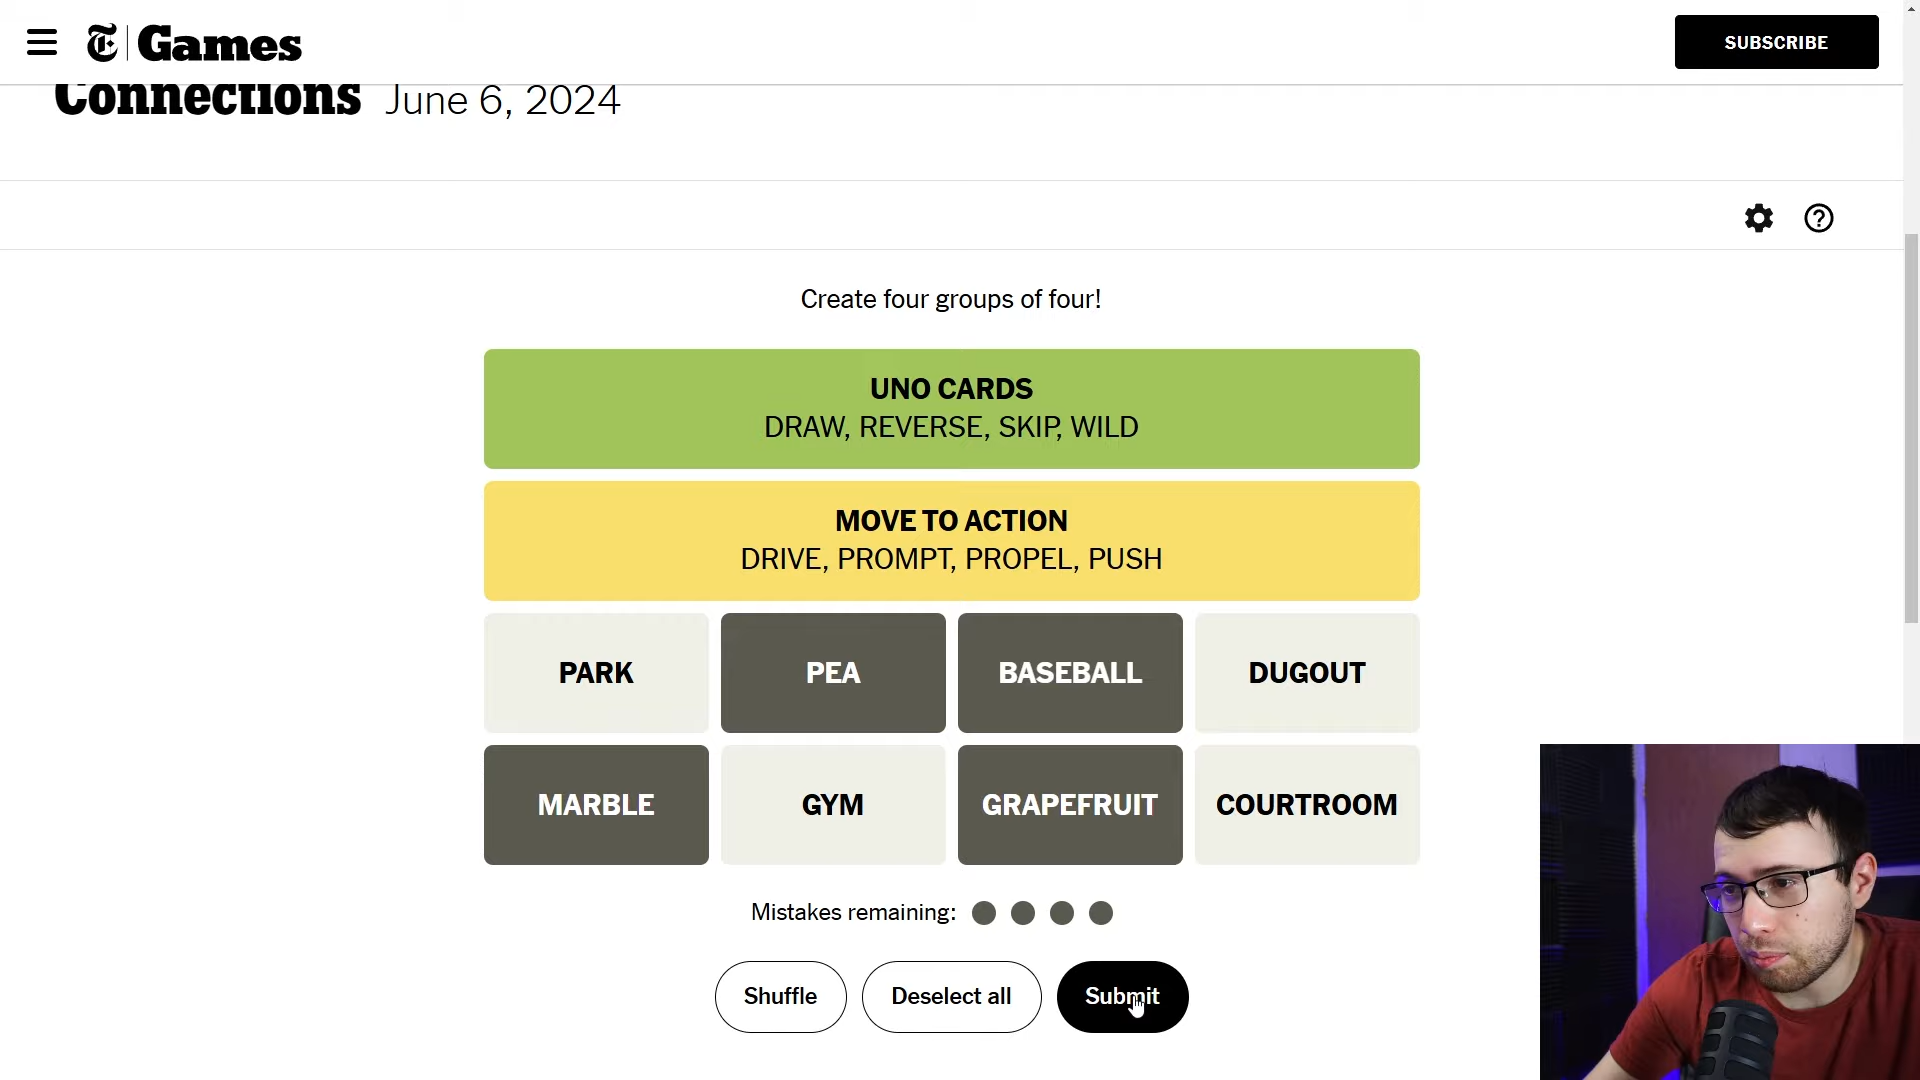 T Games
SUBSCRIBE
Connections June 6, 2024
Create four groups of four!
UNO CARDS
DRAW, REVERSE, SKIP, WILD
MOVE TO ACTION
DRIVE, PROMPT, PROPEL, PUSH
PARK PEA BASEBALL DUGOUT
MARBLE GYM GRAPEFRUIT COURTROOM
Mistakes remaining:
Shuffle Deselect all Submit